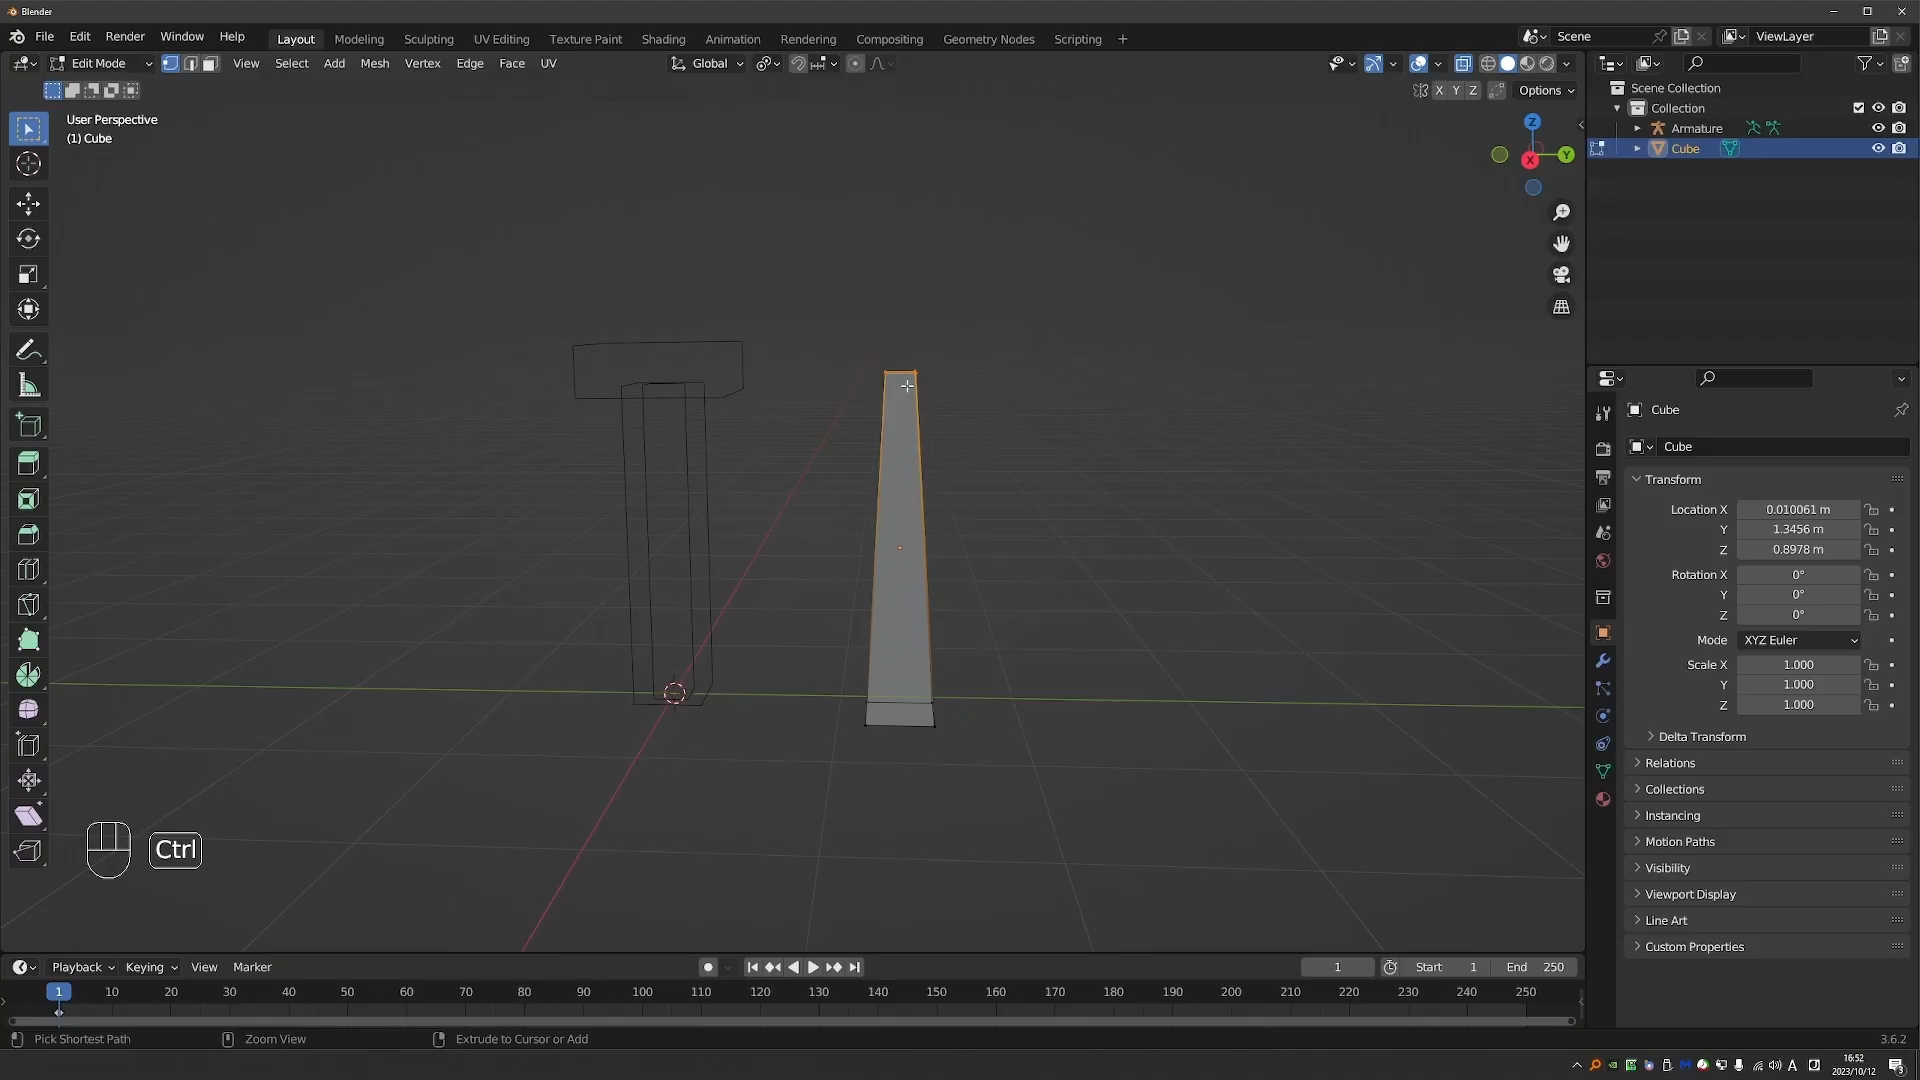 Blender
File Edit Render Window Help Layout Modeling Sculpting UV Editing Texture Paint Shading Animation Rendering Compositing Geometry Nodes Scripting + Scene ViewLayer
Edit Mode View Select Add Mesh Vertex Edge Face UV Global
X Y Z Options
User Perspective
(1) Cube
Z
Y
X
Ctrl
Scene Collection
Collection
Armature
Cube
Cube
Cube
Transform
Location X 0.010061 m
Y 1.3456 m
Z 0.8978 m
Rotation X 0°
Y 0°
Z 0°
Mode XYZ Euler
Scale X 1.000
Y 1.000
Z 1.000
Delta Transform
Relations
Collections
Instancing
Motion Paths
Visibility
Viewport Display
Line Art
Custom Properties
Playback Keying View Marker 1 Start 1 End 250
1 10 20 30 40 50 60 70 80 90 100 110 120 130 140 150 160 170 180 190 200 210 220 230 240 250
Pick Shortest Path Zoom View Extrude to Cursor or Add 3.6.2
A 16:52
2023/10/12
3